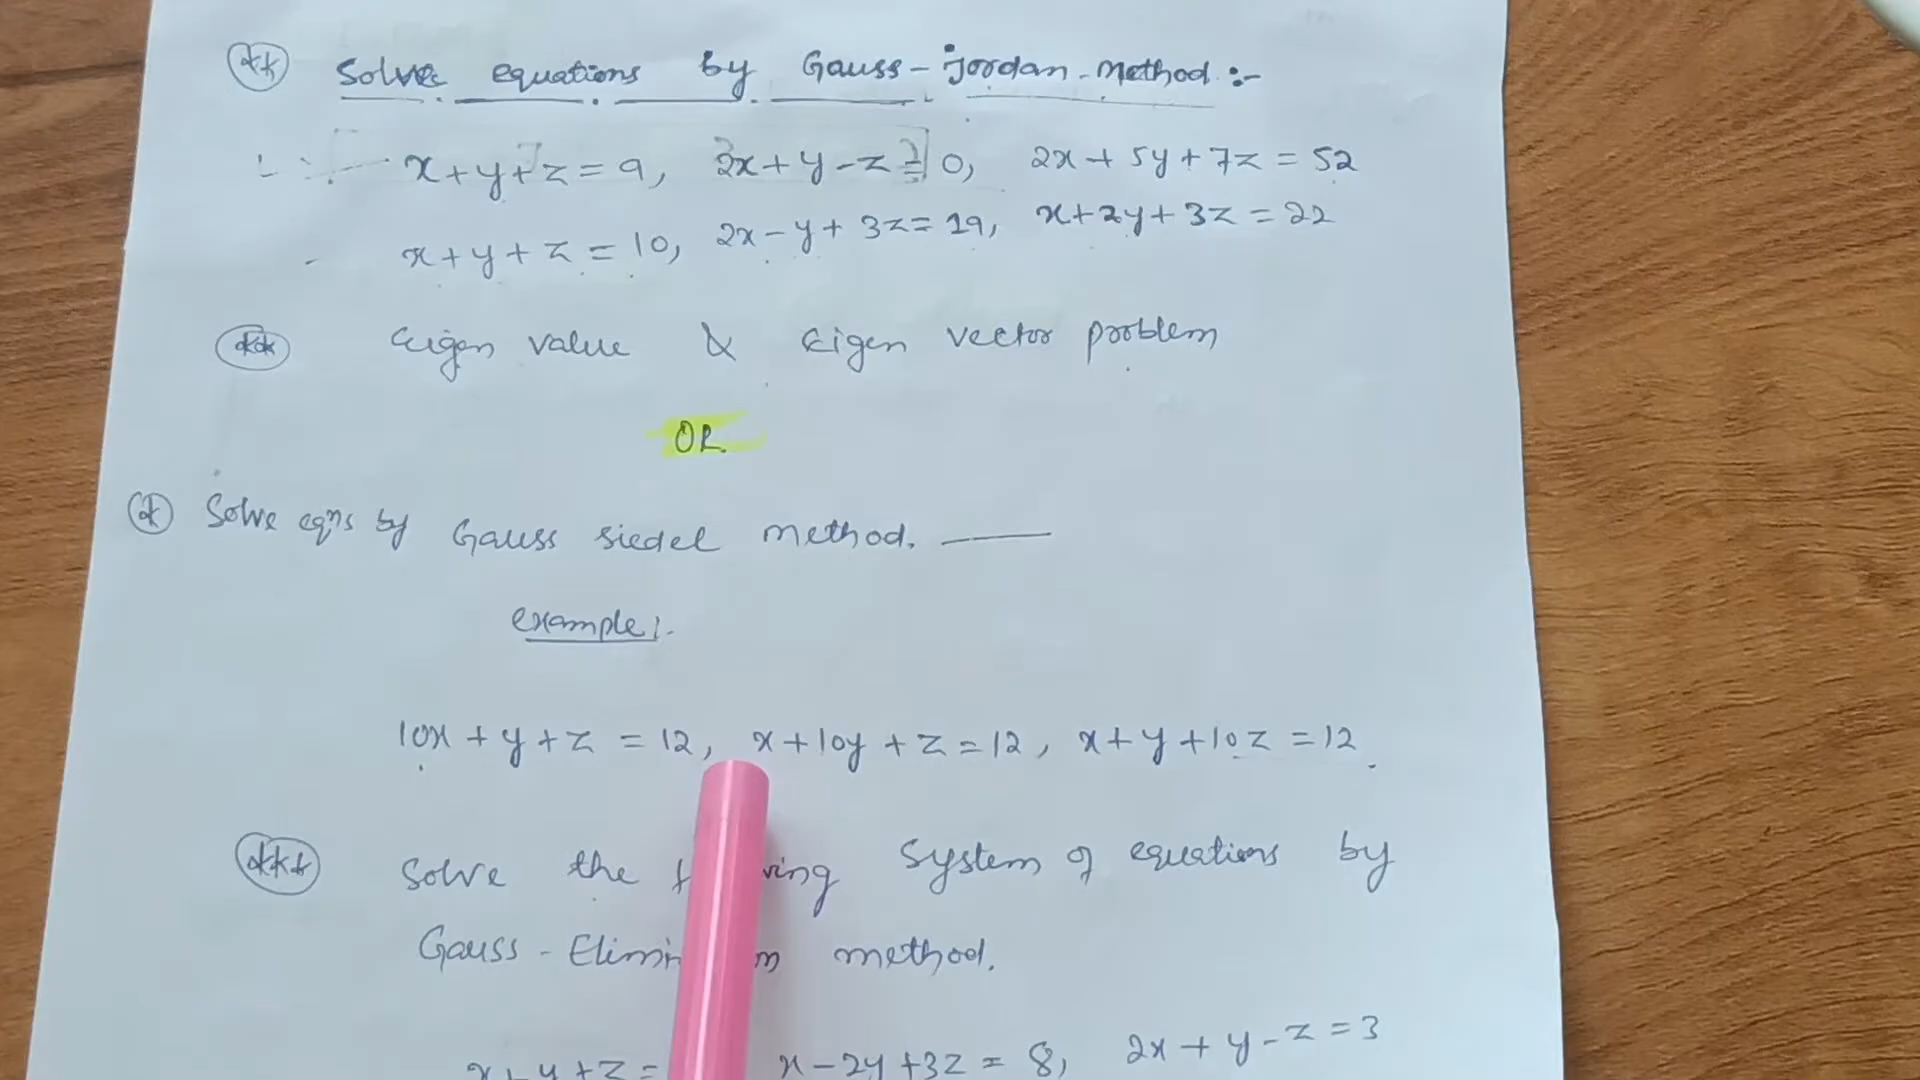 ** Solve equations by Gauss-jordan-method :-
x+y+z=9, 2x+y-z=0, 2x+5y+7z=52
x+y+z=10, 2x-y+3z=19, x+2y+3z=22
** Eigen value & Eigen vector problem
OR
* Solve eqns by Gauss siedel method.
example:-
10x+y+z=12, x+10y+z=12, x+y+10z=12.
*** Solve the system of equations by
Gauss- method.
x+y+z= x-2y+3z=8, 2x+y-z=3